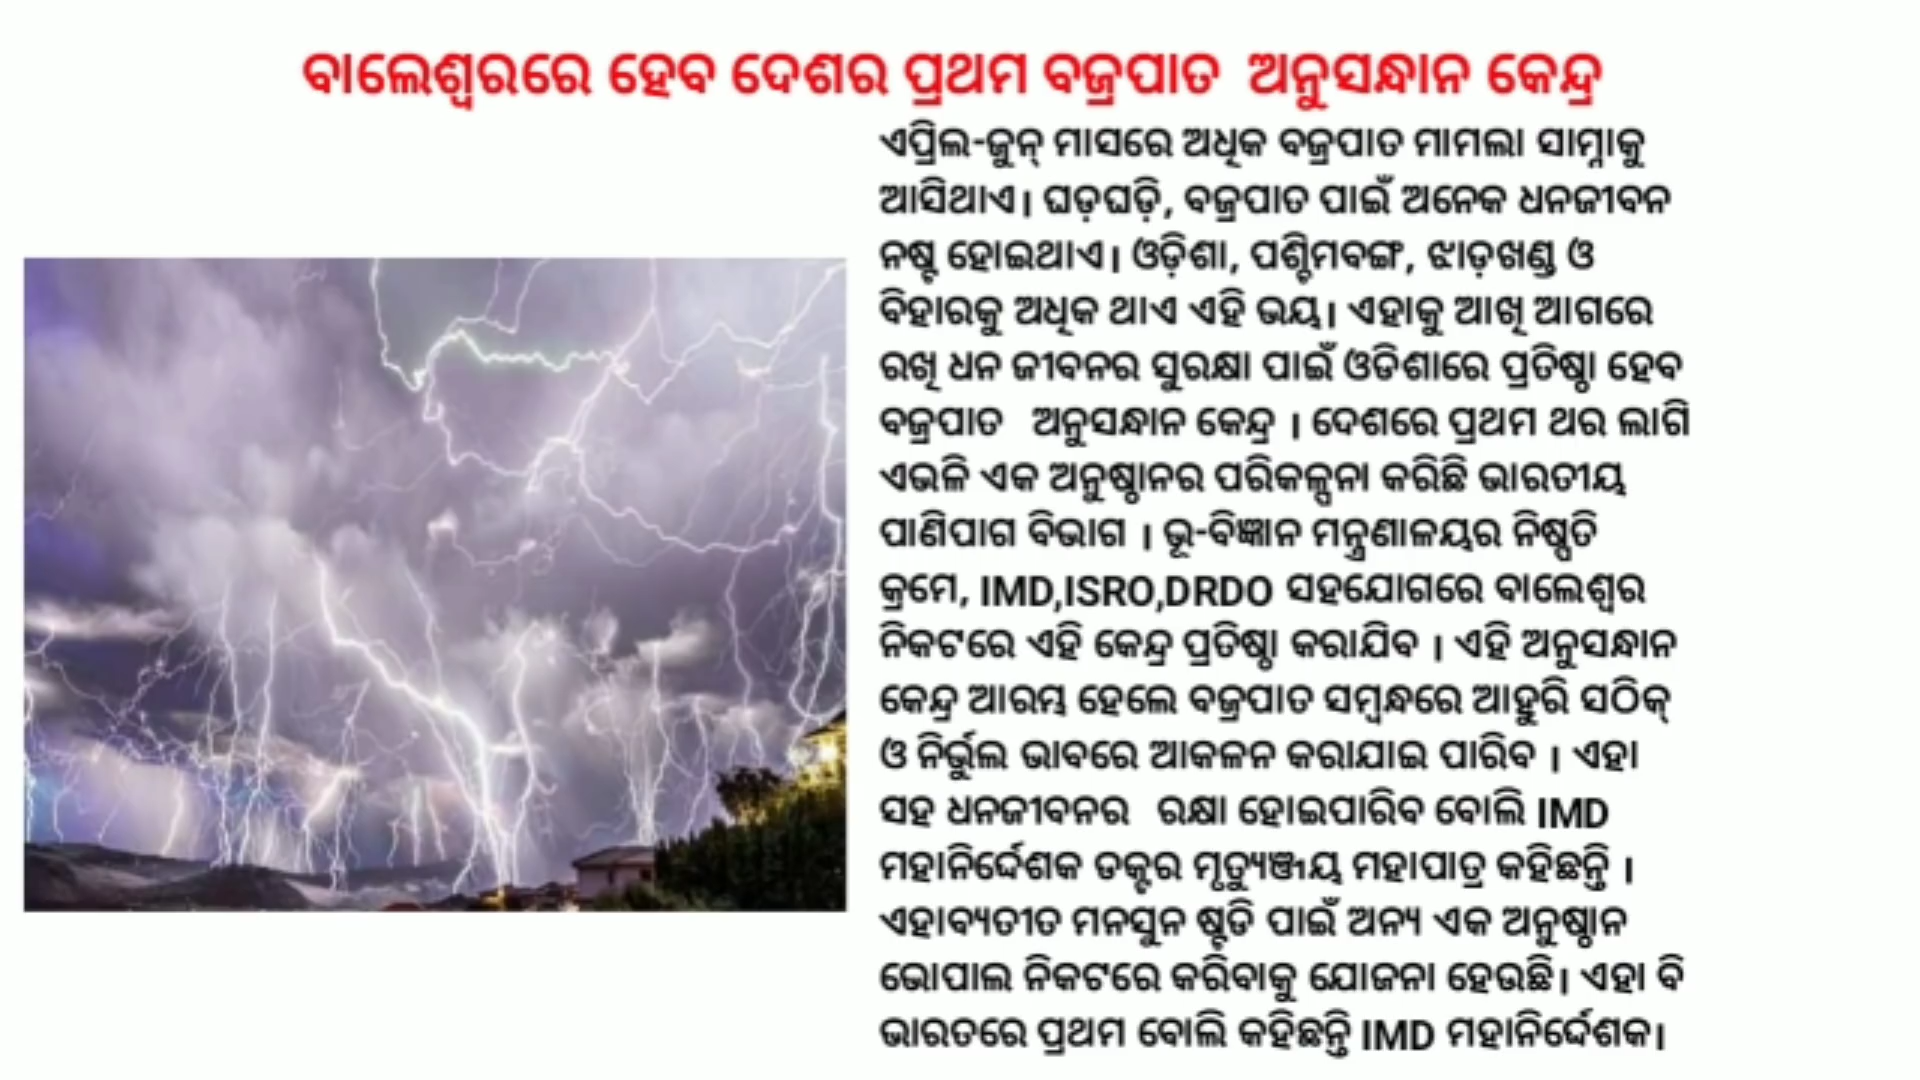 ବାଲେଶ୍ୱରରେ ହେବ ଦେଶର ପ୍ରଥମ ବଜ୍ରପାତ ଅନୁସନ୍ଧାନ କେନ୍ଦ୍ର
ଏପ୍ରିଲ-ଜୁନ୍ ମାସରେ ଅଧିକ ବଜ୍ରପାତ ମାମଲା ସାମ୍ନାକୁ
ଆସିଥାଏ। ଘଡ଼ଘଡ଼ି, ବଜ୍ରପାତ ପାଇଁ ଅନେକ ଧନଜୀବନ
ନଷ୍ଟ ହୋଇଥାଏ। ଓଡ଼ିଶା, ପଶ୍ଚିମବଙ୍ଗ, ଝାଡ଼ଖଣ୍ଡ ଓ
ବିହାରକୁ ଅଧିକ ଥାଏ ଏହି ଭୟ। ଏହାକୁ ଆଖି ଆଗରେ
ରଖି ଧନ ଜୀବନର ସୁରକ୍ଷା ପାଇଁ ଓଡିଶାରେ ପ୍ରତିଷ୍ଠା ହେବ
ବଜ୍ରପାତ ଅନୁସନ୍ଧାନ କେନ୍ଦ୍ର । ଦେଶରେ ପ୍ରଥମ ଥର ଲାଗି
ଏଭଳି ଏକ ଅନୁଷ୍ଠାନର ପରିକଳ୍ପନା କରିଛି ଭାରତୀୟ
ପାଣିପାଗ ବିଭାଗ । ଭୂ-ବିଜ୍ଞାନ ମନ୍ତ୍ରଣାଳୟର ନିଷ୍ପତି
କ୍ରମେ, IMD,ISRO,DRDO ସହଯୋଗରେ ବାଲେଶ୍ୱର
ନିକଟରେ ଏହି କେନ୍ଦ୍ର ପ୍ରତିଷ୍ଠା କରାଯିବ । ଏହି ଅନୁସନ୍ଧାନ
କେନ୍ଦ୍ର ଆରମ୍ଭ ହେଲେ ବଜ୍ରପାତ ସମ୍ବନ୍ଧରେ ଆହୁରି ସଠିକ୍
ଓ ନିର୍ଭୁଲ ଭାବରେ ଆକଳନ କରାଯାଇ ପାରିବ । ଏହା
ସହ ଧନଜୀବନର ରକ୍ଷା ହୋଇପାରିବ ବୋଲି IMD
ମହାନିର୍ଦ୍ଦେଶକ ଡକ୍ଟର ମୃତ୍ୟୁଞ୍ଜୟ ମହାପାତ୍ର କହିଛନ୍ତି ।
ଏହାବ୍ୟତୀତ ମନସୁନ ଷ୍ଟଡି ପାଇଁ ଅନ୍ୟ ଏକ ଅନୁଷ୍ଠାନ
ଭୋପାଲ ନିକଟରେ କରିବାକୁ ଯୋଜନା ହେଉଛି। ଏହା ବି
ଭାରତରେ ପ୍ରଥମ ବୋଲି କହିଛନ୍ତି IMD ମହାନିର୍ଦ୍ଦେଶକ।